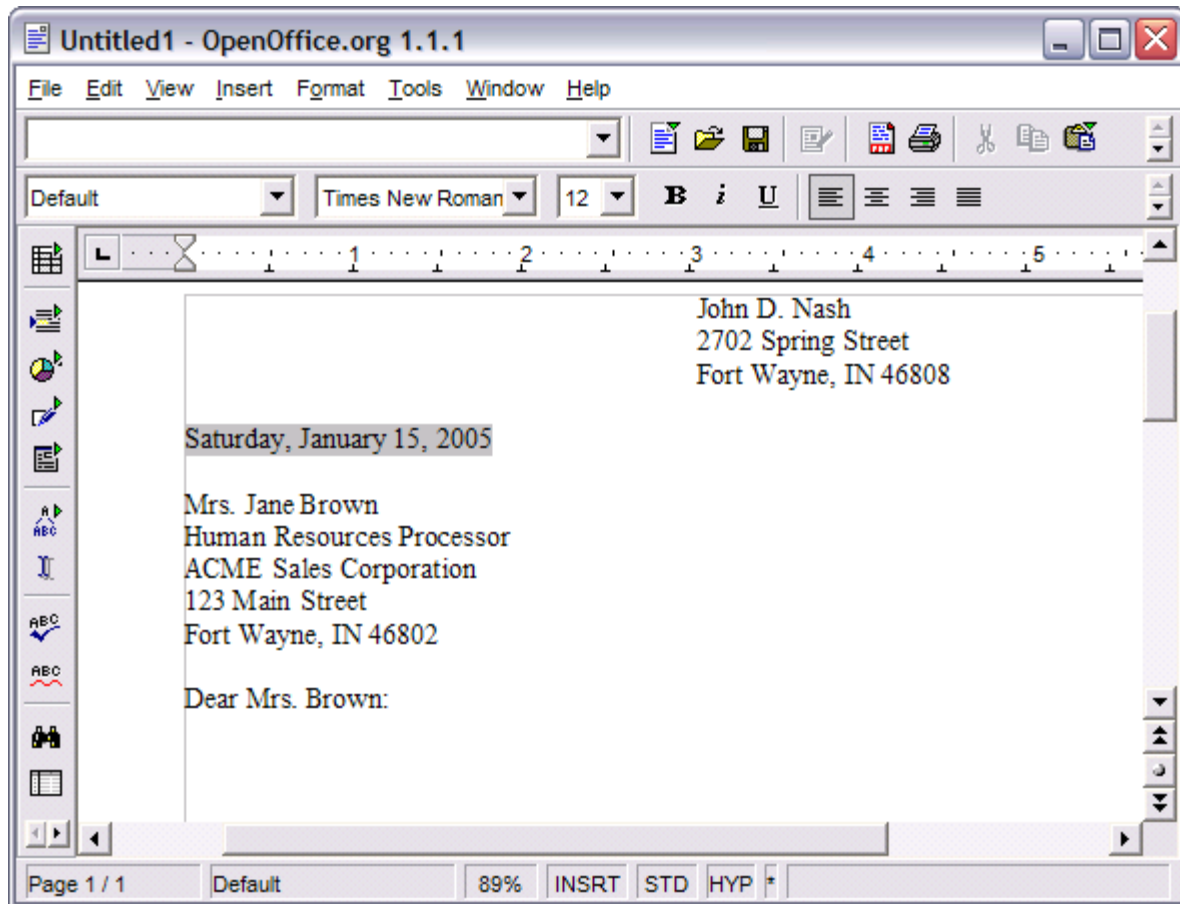 Untitled1 - OpenOffice.org 1.1.1
File Edit View Insert Format Tools Window Help
Default Times New Roman 12 B i U
1 2 3 4 5
John D. Nash
2702 Spring Street
Fort Wayne, IN 46808
Saturday, January 15, 2005
Mrs. Jane Brown
Human Resources Processor
ACME Sales Corporation
123 Main Street
Fort Wayne, IN 46802
Dear Mrs. Brown:
A
ABC
ABC
ABC
Page 1 / 1 Default 89% INSRT STD HYP *